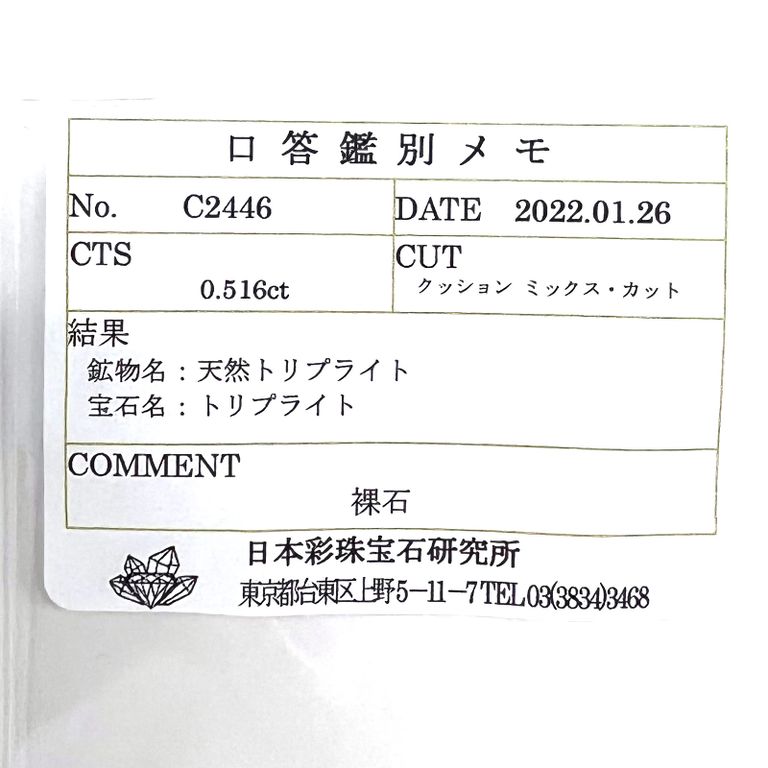 口答鑑別メモ
No. C2446 DATE 2022.01.26
CTS CUT
0.516ct クッション ミックス・カット
結果
鉱物名:天然トリプライト
宝石名:トリプライト
COMMENT
裸石
日本彩珠宝石研究所
東京都台東区上野5-11-7 TEL 03(3834)3468